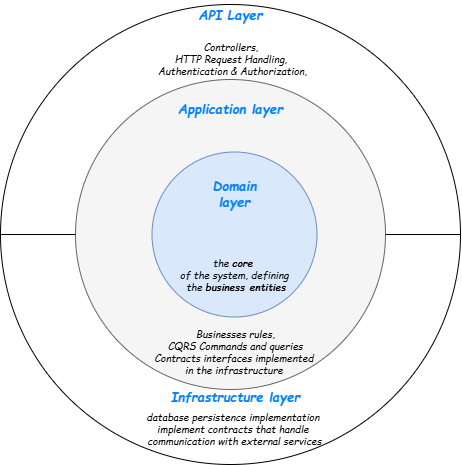 API Layer
Controllers,
HTTP Request Handling,
Authentication & Authorization,
Application layer
Domain
layer
the core
of the system, defining
the business entities
Businesses rules,
CQRS Commands and queries
Contracts interfaces implemented
in the infrastructure
Infrastructure layer
database persistence implementation
implement contracts that handle
communication with external services